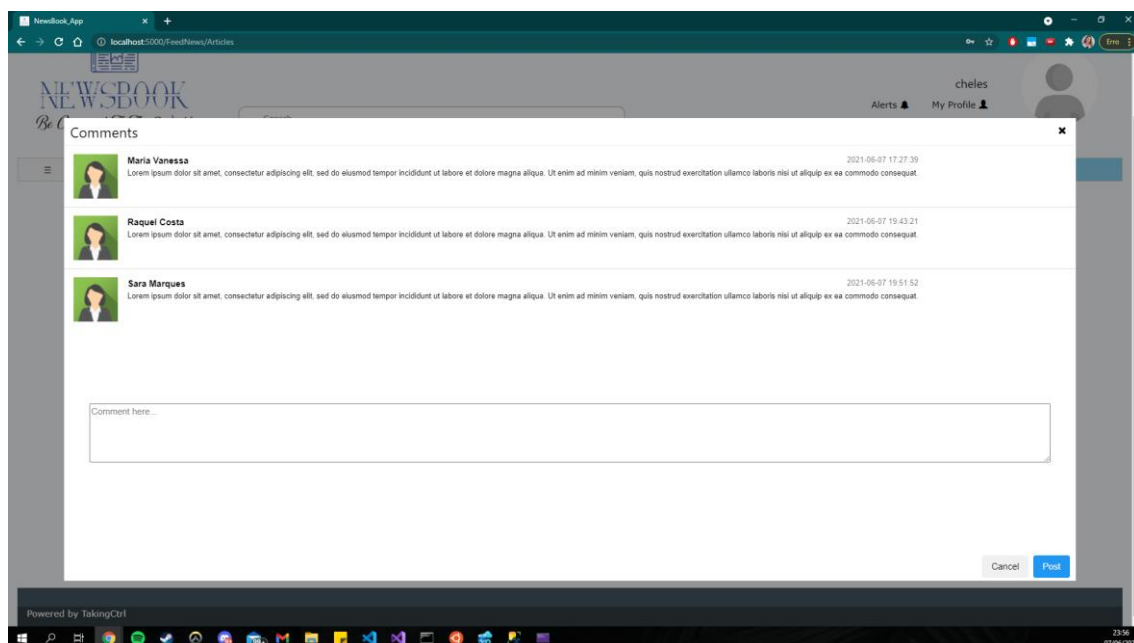 NewsBook_App
localhost:5000/FeedNews/Articles
Erro
NEWSBOOK
cheles
Alerts
My Profile
Comments
Maria Vanessa
2021-06-07 17:27:39
Lorem ipsum dolor sit amet, consectetur adipiscing elit, sed do eiusmod tempor incididunt ut labore et dolore magna aliqua. Ut enim ad minim veniam, quis nostrud exercitation ullamco laboris nisi ut aliquip ex ea commodo consequat.
Raquel Costa
2021-06-07 19:43:21
Lorem ipsum dolor sit amet, consectetur adipiscing elit, sed do eiusmod tempor incididunt ut labore et dolore magna aliqua. Ut enim ad minim veniam, quis nostrud exercitation ullamco laboris nisi ut aliquip ex ea commodo consequat.
Sara Marques
2021-06-07 19:51:52
Lorem ipsum dolor sit amet, consectetur adipiscing elit, sed do eiusmod tempor incididunt ut labore et dolore magna aliqua. Ut enim ad minim veniam, quis nostrud exercitation ullamco laboris nisi ut aliquip ex ea commodo consequat.
Comment here...
Cancel
Post
Powered by TakingCtrl
23:56